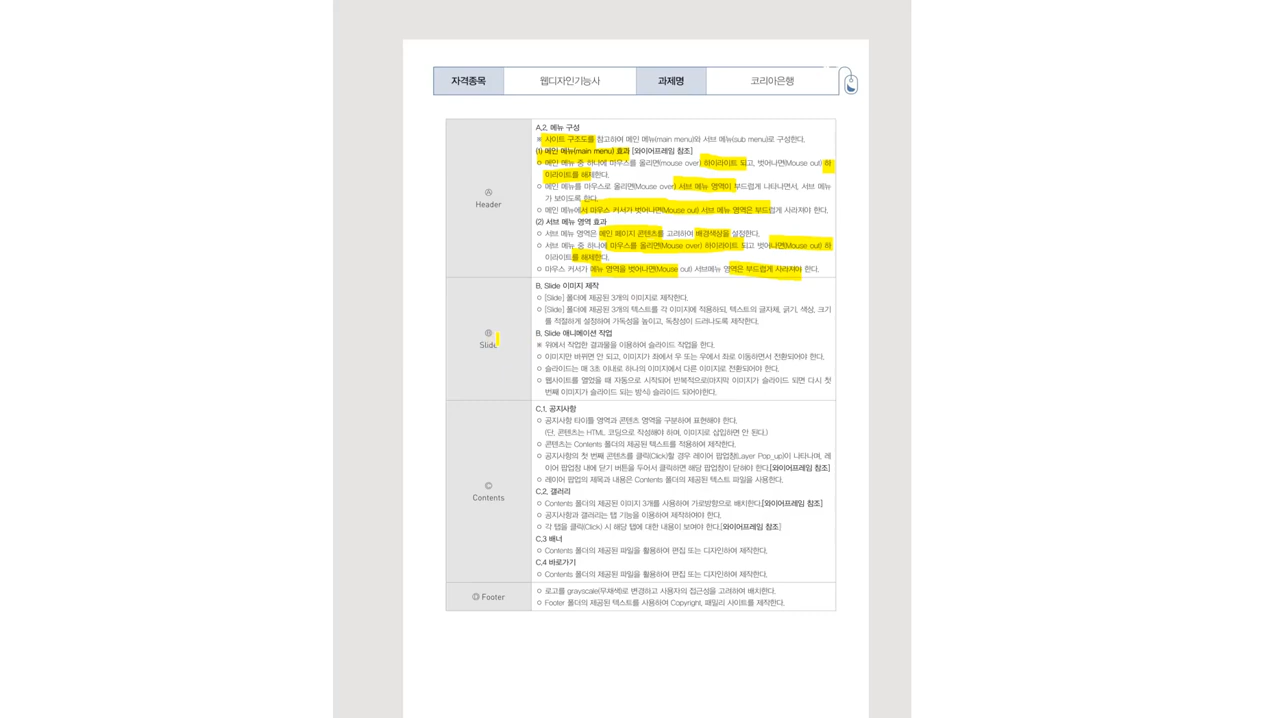 자격종목 웹디자인기능사 과제명 코리아은행
Ⓐ
Header
A.2. 메뉴 구성
※ 사이트 구조도를 참고하여 메인 메뉴(main menu)와 서브 메뉴(sub menu)로 구성한다.
(1) 메인 메뉴(main menu) 효과 [와이어프레임 참조]
○ 메인 메뉴 중 하나에 마우스를 올리면(mouse over) 하이라이트 되고, 벗어나면(Mouse out) 하
이라이트를 해제한다.
○ 메인 메뉴를 마우스로 올리면(Mouse over) 서브 메뉴 영역이 부드럽게 나타나면서, 서브 메뉴
가 보이도록 한다.
○ 메인 메뉴에서 마우스 커서가 벗어나면(Mouse out) 서브 메뉴 영역은 부드럽게 사라져야 한다.
(2) 서브 메뉴 영역 효과
○ 서브 메뉴 영역은 메인 페이지 콘텐츠를 고려하여 배경색상을 설정한다.
○ 서브 메뉴 중 하나에 마우스를 올리면(Mouse over) 하이라이트 되고 벗어나면(Mouse out) 하
이라이트를 해제한다.
○ 마우스 커서가 메뉴 영역을 벗어나면(Mouse out) 서브메뉴 영역은 부드럽게 사라져야 한다.
Ⓑ
Slide
B. Slide 이미지 제작
○ [Slide] 폴더에 제공된 3개의 이미지로 제작한다.
○ [Slide] 폴더에 제공된 3개의 텍스트를 각 이미지에 적용하되, 텍스트의 글자체, 굵기, 색상, 크기
를 적절하게 설정하여 가독성을 높이고, 독창성이 드러나도록 제작한다.
B. Slide 애니메이션 작업
※ 위에서 작업한 결과물을 이용하여 슬라이드 작업을 한다.
○ 이미지만 바뀌면 안 되고, 이미지가 좌에서 우 또는 우에서 좌로 이동하면서 전환되어야 한다.
○ 슬라이드는 매 3초 이내로 하나의 이미지에서 다른 이미지로 전환되어야 한다.
○ 웹사이트를 열었을 때 자동으로 시작되어 반복적으로(마지막 이미지가 슬라이드 되면 다시 첫
번째 이미지가 슬라이드 되는 방식) 슬라이드 되어야한다.
Ⓒ
Contents
C.1. 공지사항
○ 공지사항 타이틀 영역과 콘텐츠 영역을 구분하여 표현해야 한다.
(단, 콘텐츠는 HTML 코딩으로 작성해야 하며, 이미지로 삽입하면 안 된다.)
○ 콘텐츠는 Contents 폴더의 제공된 텍스트를 적용하여 제작한다.
○ 공지사항의 첫 번째 콘텐츠를 클릭(Click)할 경우 레이어 팝업창(Layer Pop_up)이 나타나며, 레
이어 팝업창 내에 닫기 버튼을 두어서 클릭하면 해당 팝업창이 닫혀야 한다.[와이어프레임 참조]
○ 레이어 팝업의 제목과 내용은 Contents 폴더의 제공된 텍스트 파일을 사용한다.
C.2. 갤러리
○ Contents 폴더의 제공된 이미지 3개를 사용하여 가로방향으로 배치한다.[와이어프레임 참조]
○ 공지사항과 갤러리는 탭 기능을 이용하여 제작하여야 한다.
○ 각 탭을 클릭(Click) 시 해당 탭에 대한 내용이 보여야 한다.[와이어프레임 참조]
C.3 배너
○ Contents 폴더의 제공된 파일을 활용하여 편집 또는 디자인하여 제작한다.
C.4 바로가기
○ Contents 폴더의 제공된 파일을 활용하여 편집 또는 디자인하여 제작한다.
Ⓓ Footer
○ 로고를 grayscale(무채색)로 변경하고 사용자의 접근성을 고려하여 배치한다.
○ Footer 폴더의 제공된 텍스트를 사용하여 Copyright, 패밀리 사이트를 제작한다.